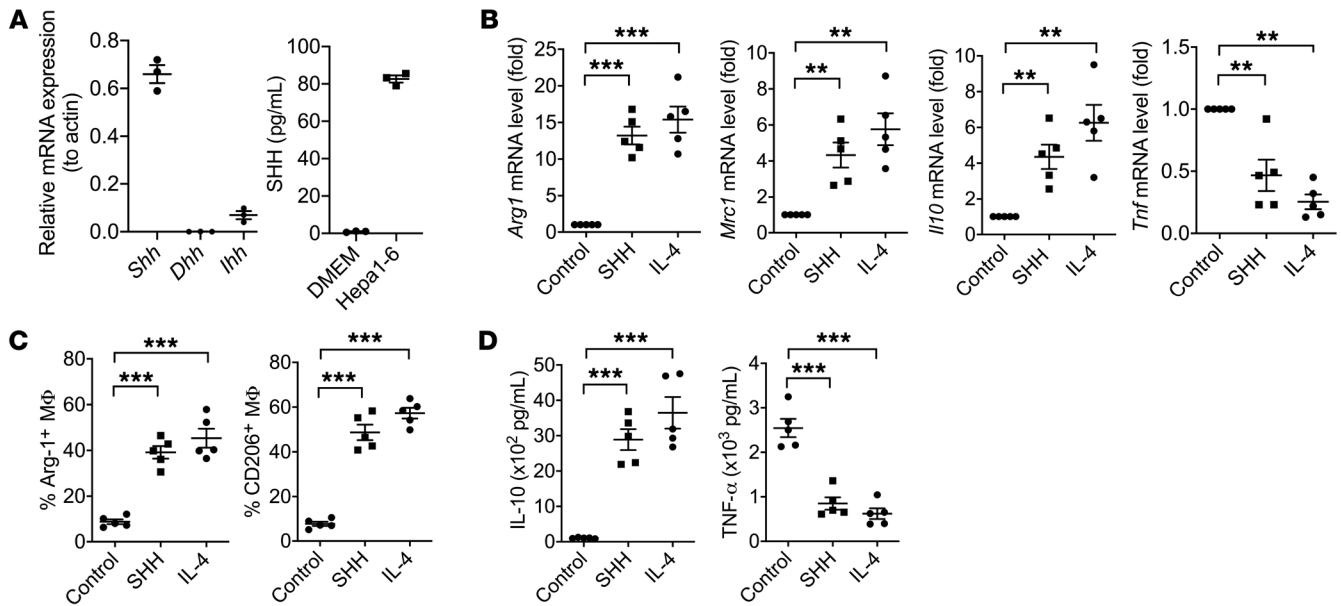 A
Relative mRNA expression
(to actin)
0.8
0.6
0.4
0.2
0.0
Shh
Dhh
Ihh
SHH (pg/mL)
100
80
60
40
20
0
DMEM
Hepa1-6
B
Arg1 mRNA level (fold)
25
20
15
10
5
0
***
***
Control
SHH
IL-4
Mrc1 mRNA level (fold)
10
8
6
4
2
0
**
**
Control
SHH
IL-4
Il10 mRNA level (fold)
10
8
6
4
2
0
**
**
Control
SHH
IL-4
Tnf mRNA level (fold)
1.5
1.0
0.5
0.0
**
**
Control
SHH
IL-4
C
% Arg-1+ MΦ
80
60
40
20
0
***
***
Control
SHH
IL-4
% CD206+ MΦ
80
60
40
20
0
***
***
Control
SHH
IL-4
D
IL-10 (x10² pg/mL)
50
40
30
20
10
0
***
***
Control
SHH
IL-4
TNF-α (x10³ pg/mL)
4
3
2
1
0
***
***
Control
SHH
IL-4